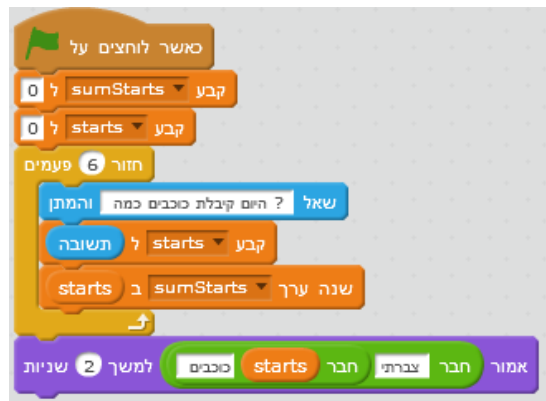 כאשר לוחצים על
קבע sumStarts ל 0
קבע starts ל 0
חזור 6 פעמים
שאל ? היום קיבלת כוכבים כמה והמתן
קבע starts ל תשובה
שנה ערך sumStarts ב starts
אמור חבר צברתי חבר starts כוכבים למשך 2 שניות